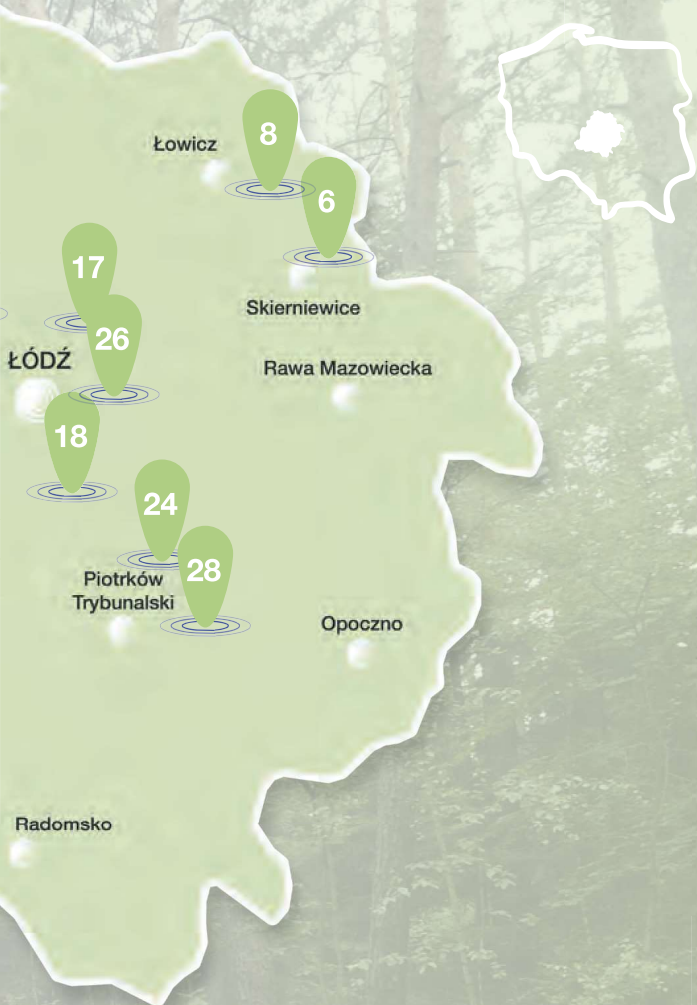 8
Łowicz
6
17
Skierniewice
26
ŁÓDŹ
Rawa Mazowiecka
18
24
28
Piotrków
Trybunalski
Opoczno
Radomsko